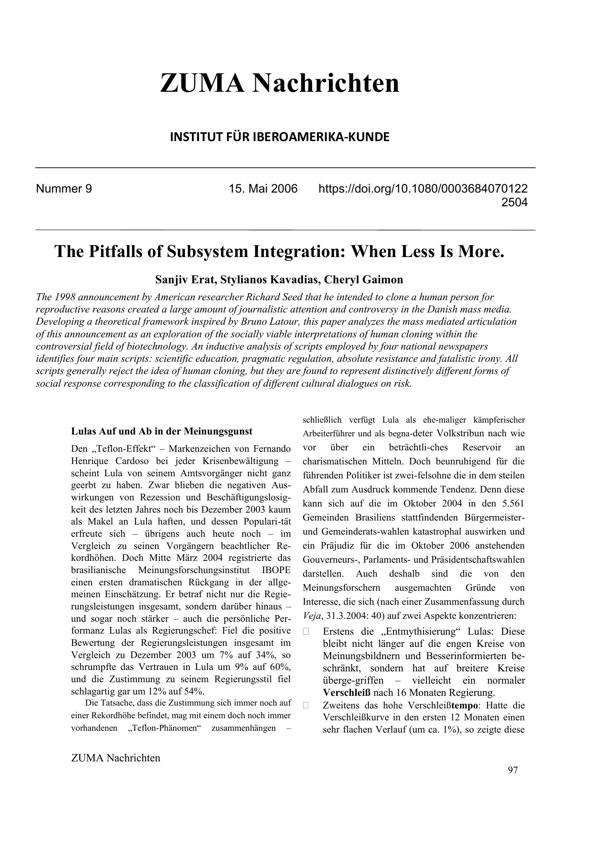 ZUMA Nachrichten
INSTITUT FÜR IBEROAMERIKA-KUNDE
Nummer 9 15. Mai 2006 https://doi.org/10.1080/0003684070122
2504
The Pitfalls of Subsystem Integration: When Less Is More.
Sanjiv Erat, Stylianos Kavadias, Cheryl Gaimon
The 1998 announcement by American researcher Richard Seed that he intended to clone a human person for
reproductive reasons created a large amount of journalistic attention and controversy in the Danish mass media.
Developing a theoretical framework inspired by Bruno Latour, this paper analyzes the mass mediated articulation
of this announcement as an exploration of the socially viable interpretations of human cloning within the
controversial field of biotechnology. An inductive analysis of scripts employed by four national newspapers
identifies four main scripts: scientific education, pragmatic regulation, absolute resistance and fatalistic irony. All
scripts generally reject the idea of human cloning, but they are found to represent distinctively different forms of
social response corresponding to the classification of different cultural dialogues on risk.
Lulas Auf und Ab in der Meinungsgunst
Den „Teflon-Effekt“ – Markenzeichen von Fernando
Henrique Cardoso bei jeder Krisenbewältigung –
scheint Lula von seinem Amtsvorgänger nicht ganz
geerbt zu haben. Zwar blieben die negativen Aus-
wirkungen von Rezession und Beschäftigungslosig-
keit des letzten Jahres noch bis Dezember 2003 kaum
als Makel an Lula haften, und dessen Populari-tät
erfreute sich – übrigens auch heute noch – im
Vergleich zu seinen Vorgängern beachtlicher Re-
kordhöhen. Doch Mitte März 2004 registrierte das
brasilianische Meinungsforschungsinstitut IBOPE
einen ersten dramatischen Rückgang in der allge-
meinen Einschätzung. Er betraf nicht nur die Regie-
rungsleistungen insgesamt, sondern darüber hinaus –
und sogar noch stärker – auch die persönliche Per-
formanz Lulas als Regierungschef: Fiel die positive
Bewertung der Regierungsleistungen insgesamt im
Vergleich zu Dezember 2003 um 7% auf 34%, so
schrumpfte das Vertrauen in Lula um 9% auf 60%,
und die Zustimmung zu seinem Regierungsstil fiel
schlagartig gar um 12% auf 54%.
Die Tatsache, dass die Zustimmung sich immer noch auf
einer Rekordhöhe befindet, mag mit einem doch noch immer
vorhandenen „Teflon-Phänomen“ zusammenhängen –
schließlich verfügt Lula als ehe-maliger kämpferischer
Arbeiterführer und als begna-deter Volkstribun nach wie
vor über ein beträchtli-ches Reservoir an
charismatischen Mitteln. Doch beunruhigend für die
führenden Politiker ist zwei-felsohne die in dem steilen
Abfall zum Ausdruck kommende Tendenz. Denn diese
kann sich auf die im Oktober 2004 in den 5.561
Gemeinden Brasiliens stattfindenden Bürgermeister-
und Gemeinderats-wahlen katastrophal auswirken und
ein Präjudiz für die im Oktober 2006 anstehenden
Gouverneurs-, Parlaments- und Präsidentschaftswahlen
darstellen. Auch deshalb sind die von den
Meinungsforschern ausgemachten Gründe von
Interesse, die sich (nach einer Zusammenfassung durch
Veja, 31.3.2004: 40) auf zwei Aspekte konzentrieren:
Erstens die „Entmythisierung“ Lulas: Diese
bleibt nicht länger auf die engen Kreise von
Meinungsbildnern und Besserinformierten be-
schränkt, sondern hat auf breitere Kreise
überge-griffen – vielleicht ein normaler
Verschleiß nach 16 Monaten Regierung.
Zweitens das hohe Verschleißtempo: Hatte die
Verschleißkurve in den ersten 12 Monaten einen
sehr flachen Verlauf (um ca. 1%), so zeigte diese
ZUMA Nachrichten
97